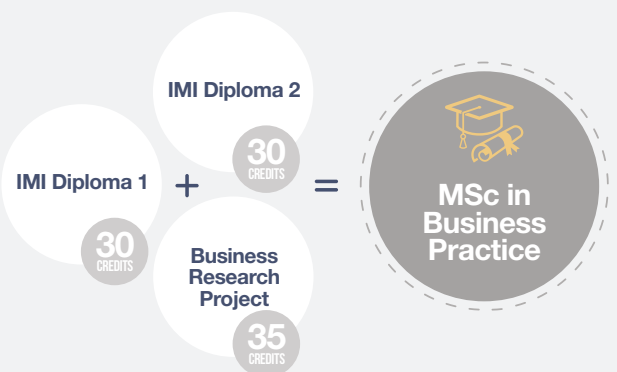 IMI Diploma 1
30
CREDITS
+
IMI Diploma 2
30
CREDITS
Business
Research
Project
35
CREDITS
=
MSc in
Business
Practice